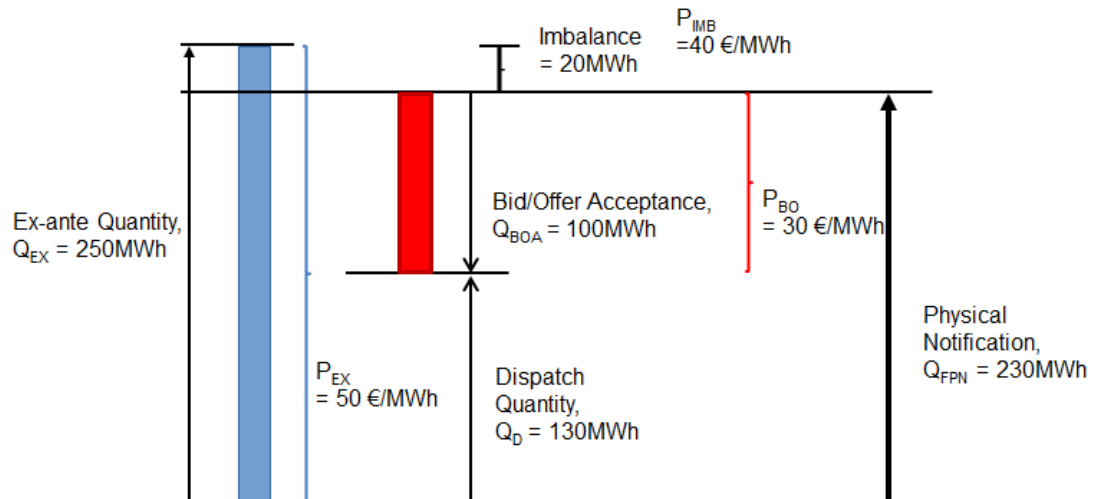 Imbalance
= 20MWh
P_IMB
=40 €/MWh
Ex-ante Quantity,
Q_EX = 250MWh
Bid/Offer Acceptance,
Q_BOA = 100MWh
P_BO
= 30 €/MWh
P_EX
= 50 €/MWh
Dispatch
Quantity,
Q_D = 130MWh
Physical
Notification,
Q_FPN = 230MWh